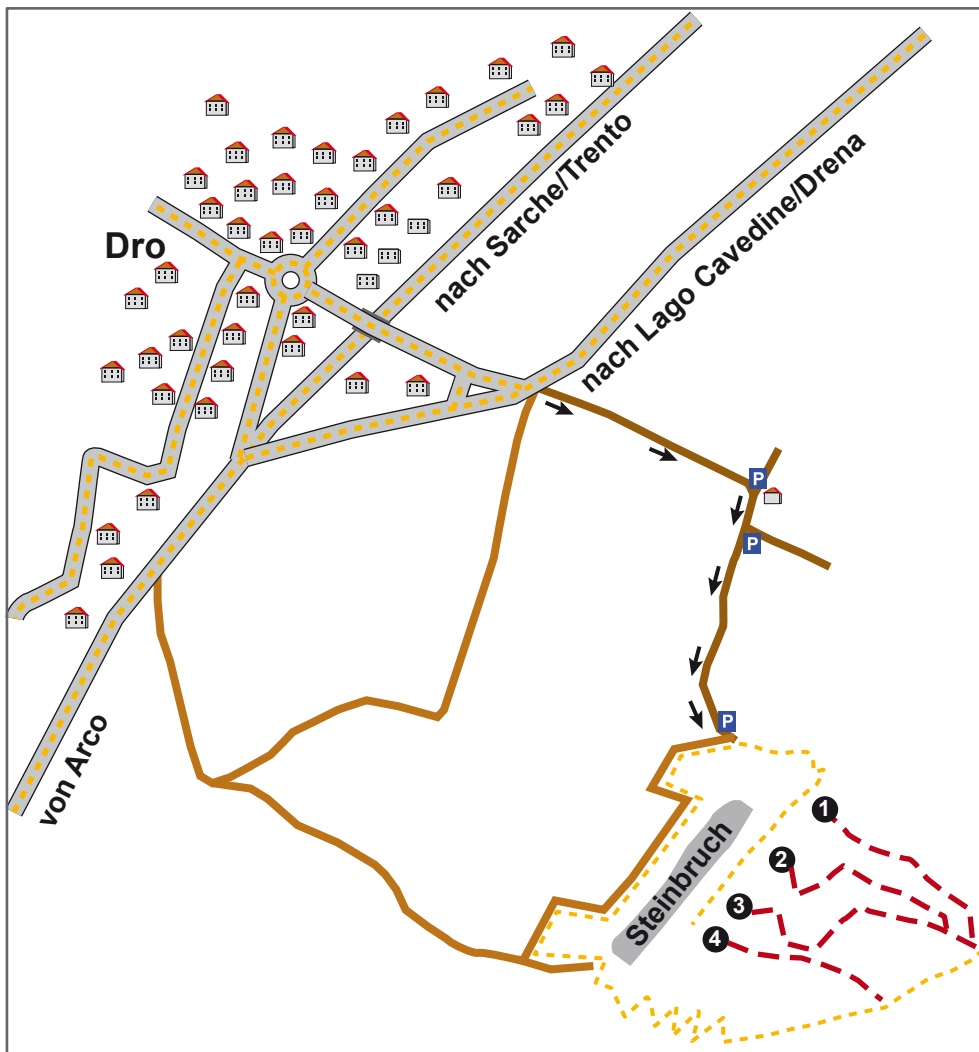 Dro
nach Sarche/Trento
nach Lago Cavedine/Drena
P
P
von Arco
P
1
2
3
4
Steinbruch